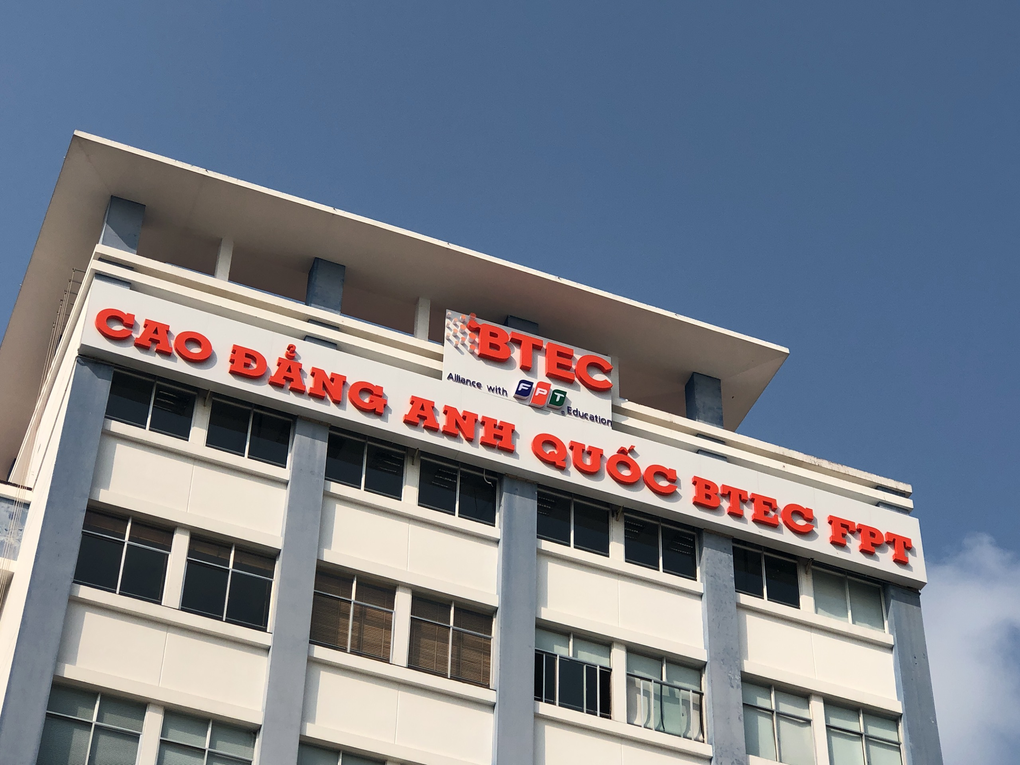 BTEC
Alliance with FPT Education
CAO ĐẲNG ANH QUỐC BTEC FPT